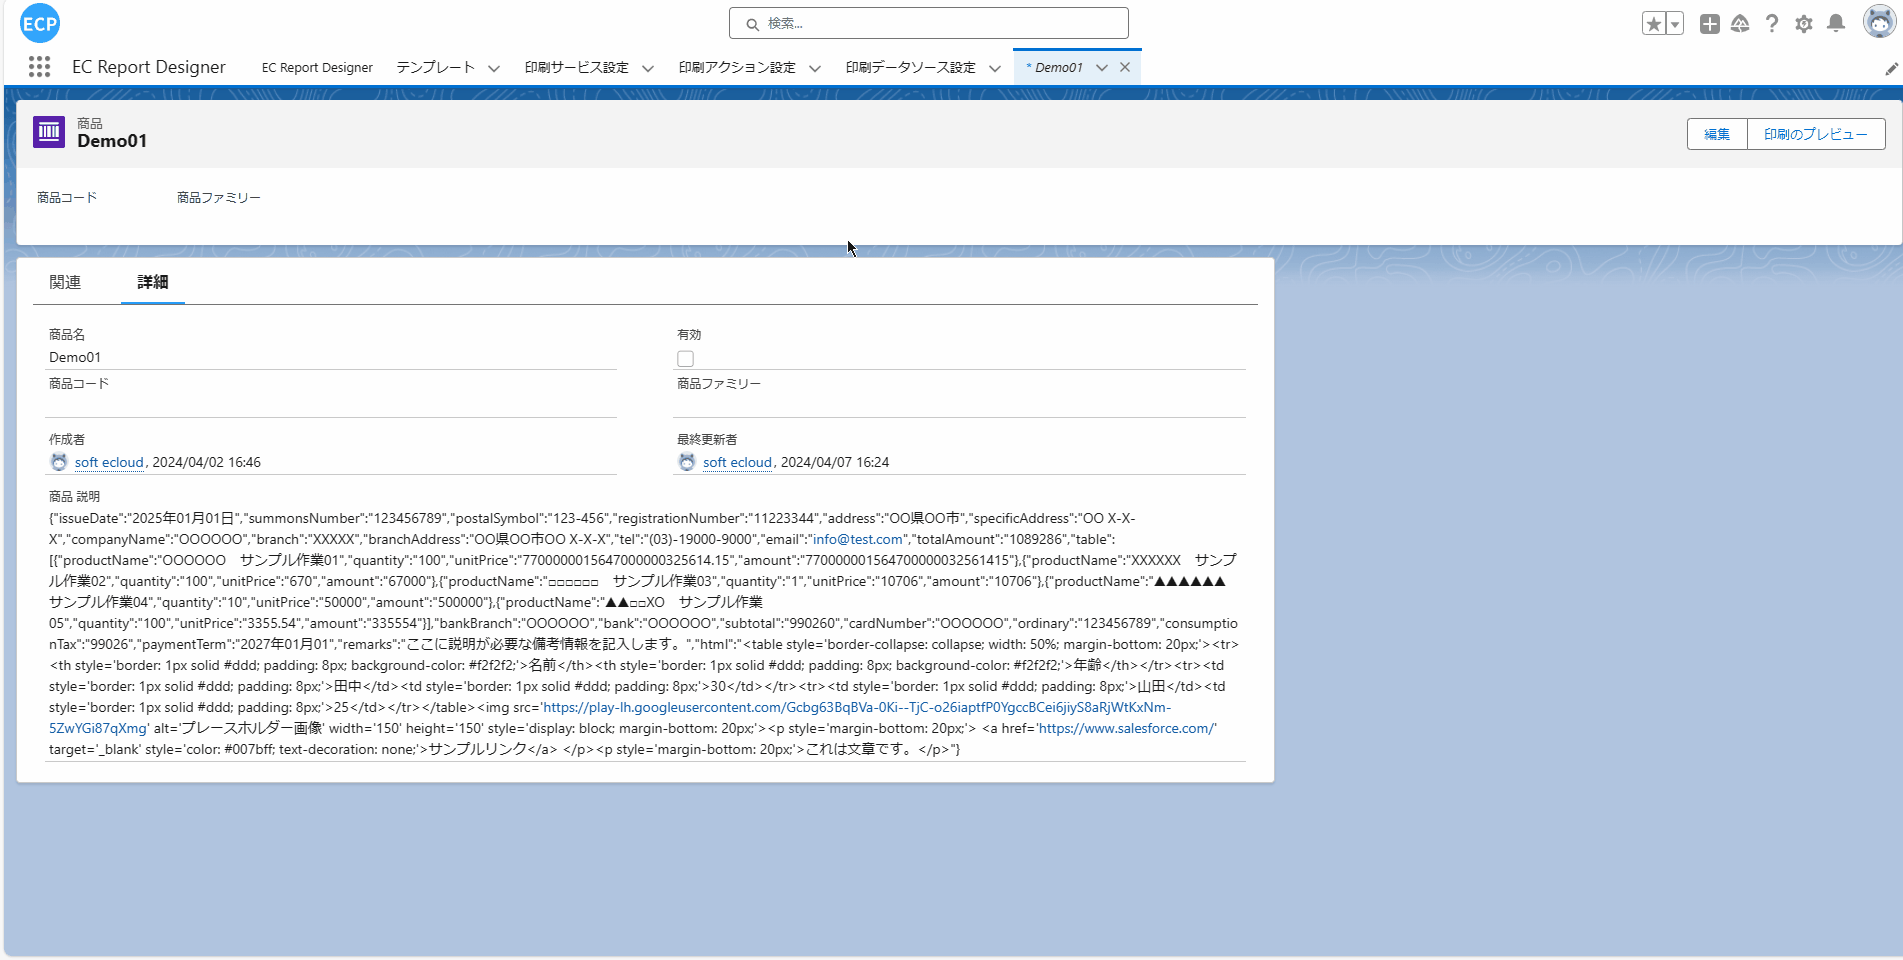 ECP
検索...
EC Report Designer
EC Report Designer
テンプレート
印刷サービス設定
印刷アクション設定
印刷データソース設定
* Demo01
商品
Demo01
編集
印刷のプレビュー
商品コード
商品ファミリー
関連
詳細
商品名
Demo01
有効
商品コード
商品ファミリー
作成者
soft ecloud, 2024/04/02 16:46
最終更新者
soft ecloud, 2024/04/07 16:24
商品 説明
{"issueDate":"2025年01月01日","summonsNumber":"123456789","postalSymbol":"123-456","registrationNumber":"11223344","address":"OO県OO市","specificAddress":"OO X-X-
X","companyName":"OOOOOO","branch":"XXXXX","branchAddress":"OO県OO市OO X-X-X","tel":"(03)-19000-9000","email":"info@test.com","totalAmount":"1089286","table":
[{"productName":"OOOOOO　サンプル作業01","quantity":"100","unitPrice":"7700000015647000000325614.15","amount":"770000001564700000032561415"},{"productName":"XXXXXX　サンプ
ル作業02","quantity":"100","unitPrice":"670","amount":"67000"},{"productName":"□□□□□□　サンプル作業03","quantity":"1","unitPrice":"10706","amount":"10706"},{"productName":"▲▲▲▲▲▲
サンプル作業04","quantity":"10","unitPrice":"50000","amount":"500000"},{"productName":"▲▲□□XO　サンプル作業
05","quantity":"100","unitPrice":"3355.54","amount":"335554"}],"bankBranch":"OOOOOO","bank":"OOOOOO","subtotal":"990260","cardNumber":"OOOOOO","ordinary":"123456789","consumptio
nTax":"99026","paymentTerm":"2027年01月01","remarks":"ここに説明が必要な備考情報を記入します。","html":"<table style='border-collapse: collapse; width: 50%; margin-bottom: 20px;'><tr>
<th style='border: 1px solid #ddd; padding: 8px; background-color: #f2f2f2;'>名前</th><th style='border: 1px solid #ddd; padding: 8px; background-color: #f2f2f2;'>年齢</th></tr><tr><td
style='border: 1px solid #ddd; padding: 8px;'>田中</td><td style='border: 1px solid #ddd; padding: 8px;'>30</td></tr><tr><td style='border: 1px solid #ddd; padding: 8px;'>山田</td><td
style='border: 1px solid #ddd; padding: 8px;'>25</td></tr></table><img src='https://play-lh.googleusercontent.com/Gcbg63BqBVa-0Ki--TjC-o26iaptfP0YgccBCei6jiyS8aRjWtKxNm-
5ZwYGi87qXmg' alt='プレースホルダー画像' width='150' height='150' style='display: block; margin-bottom: 20px;'><p style='margin-bottom: 20px;'> <a href='https://www.salesforce.com/'
target='_blank' style='color: #007bff; text-decoration: none;'>サンプルリンク</a> </p><p style='margin-bottom: 20px;'>これは文章です。</p>"}